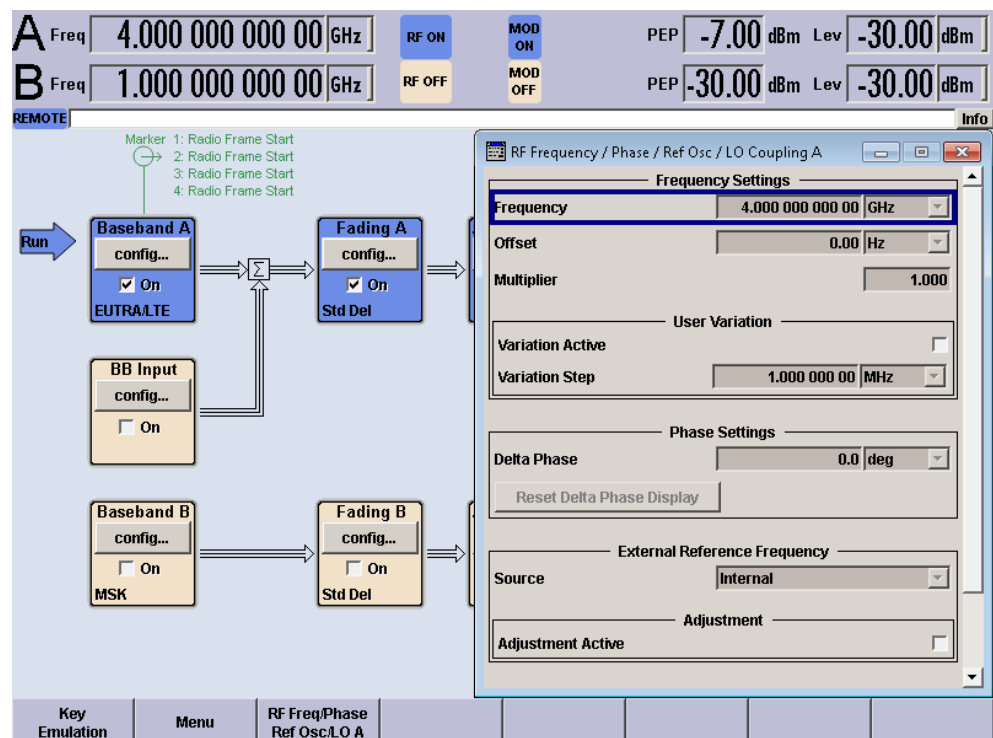 A Freq 4.000 000 000 00 GHz RF ON MOD ON PEP -7.00 dBm Lev -30.00 dBm
B Freq 1.000 000 000 00 GHz RF OFF MOD OFF PEP -30.00 dBm Lev -30.00 dBm
REMOTE Info
Marker 1: Radio Frame Start
2: Radio Frame Start
3: Radio Frame Start
4: Radio Frame Start
Run
Baseband A
config...
On
EUTRA/LTE
Σ
Fading A
config...
On
Std Del
BB Input
config...
On
Baseband B
config...
On
MSK
Fading B
config...
On
Std Del
RF Frequency / Phase / Ref Osc / LO Coupling A
Frequency Settings
Frequency 4.000 000 000 00 GHz
Offset 0.00 Hz
Multiplier 1.000
User Variation
Variation Active
Variation Step 1.000 000 00 MHz
Phase Settings
Delta Phase 0.0 deg
Reset Delta Phase Display
External Reference Frequency
Source Internal
Adjustment
Adjustment Active
Key Emulation
Menu
RF Freq/Phase
Ref Osc/LO A